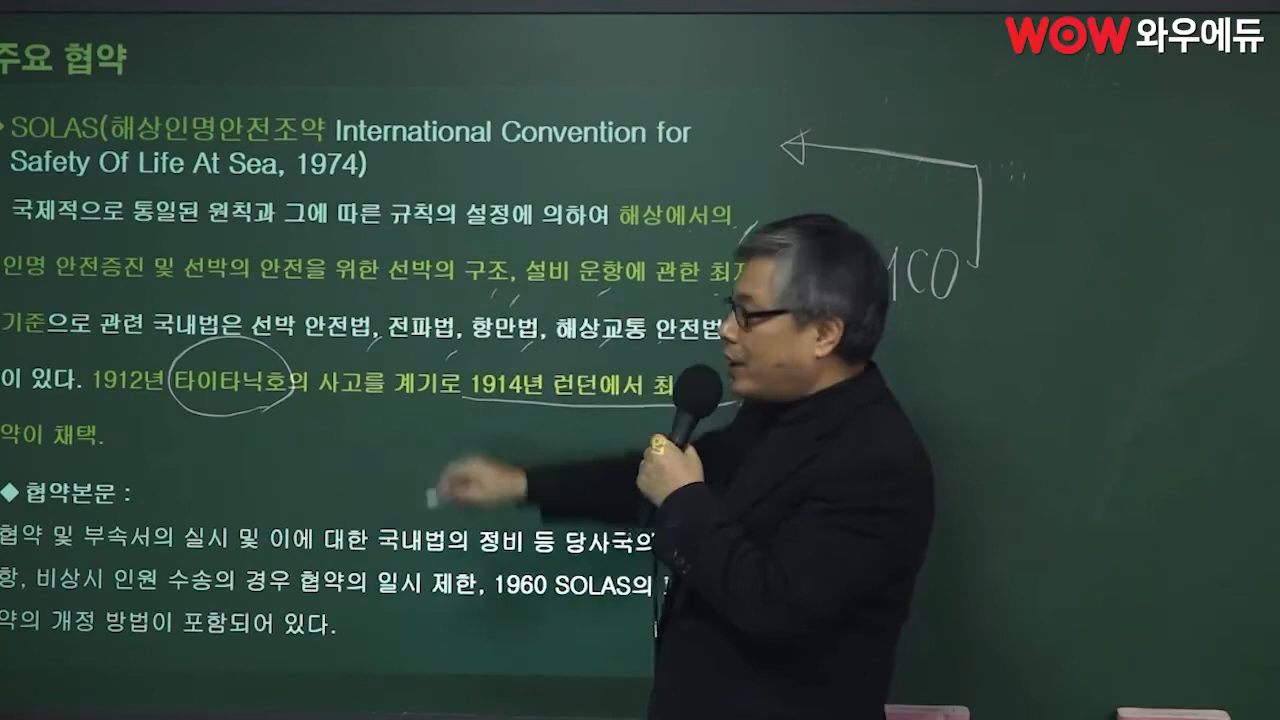 WOW 와우에듀
주요 협약
SOLAS(해상인명안전조약 International Convention for
Safety Of Life At Sea, 1974)
국제적으로 통일된 원칙과 그에 따른 규칙의 설정에 의하여 해상에서의
인명 안전증진 및 선박의 안전을 위한 선박의 구조, 설비 운항에 관한
기준으로 관련 국내법은 선박 안전법, 전파법, 항만법, 해상교통 안전법
이 있다. 1912년 타이타닉호의 사고를 계기로 1914년 런던에서 최
약이 채택.
◆ 협약본문 :
협약 및 부속서의 실시 및 이에 대한 국내법의 정비 등 당사국의
항, 비상시 인원 수송의 경우 협약의 일시 제한, 1960 SOLAS의
약의 개정 방법이 포함되어 있다.